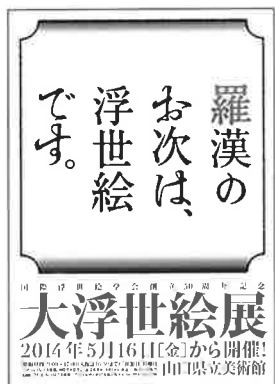 羅漢の
お次は、
浮世絵
です。
国際浮世絵学会創立50周年記念
大浮世絵展
2014年5月16日[金]から開催!
山口県立美術館